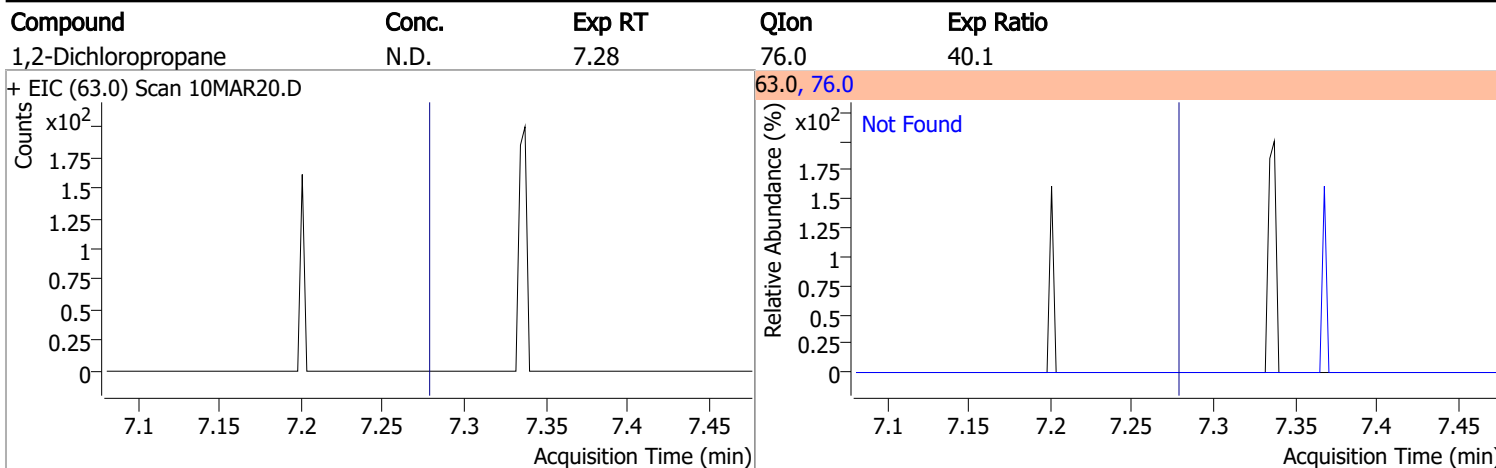 Compound Conc. Exp RT QIon Exp Ratio
1,2-Dichloropropane N.D. 7.28 76.0 40.1
+ EIC (63.0) Scan 10MAR20.D
Counts
x10²
1.75
1.5
1.25
1
0.75
0.5
0.25
0
7.1 7.15 7.2 7.25 7.3 7.35 7.4 7.45
Acquisition Time (min)
63.0, 76.0
Relative Abundance (%)
x10²
Not Found
1.75
1.5
1.25
1
0.75
0.5
0.25
0
7.1 7.15 7.2 7.25 7.3 7.35 7.4 7.45
Acquisition Time (min)